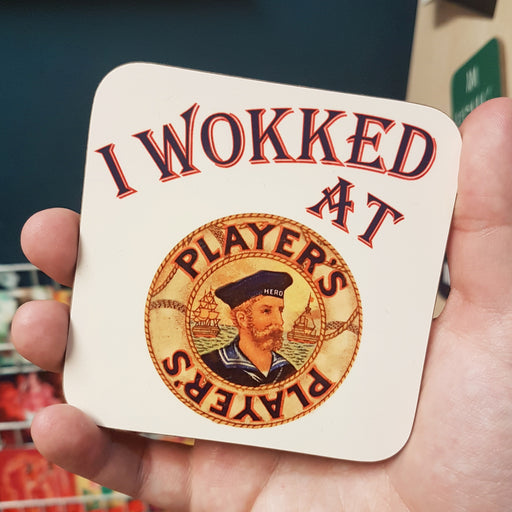 I WOKKED
AT
PLAYER'S
HERO
PLAYER'S